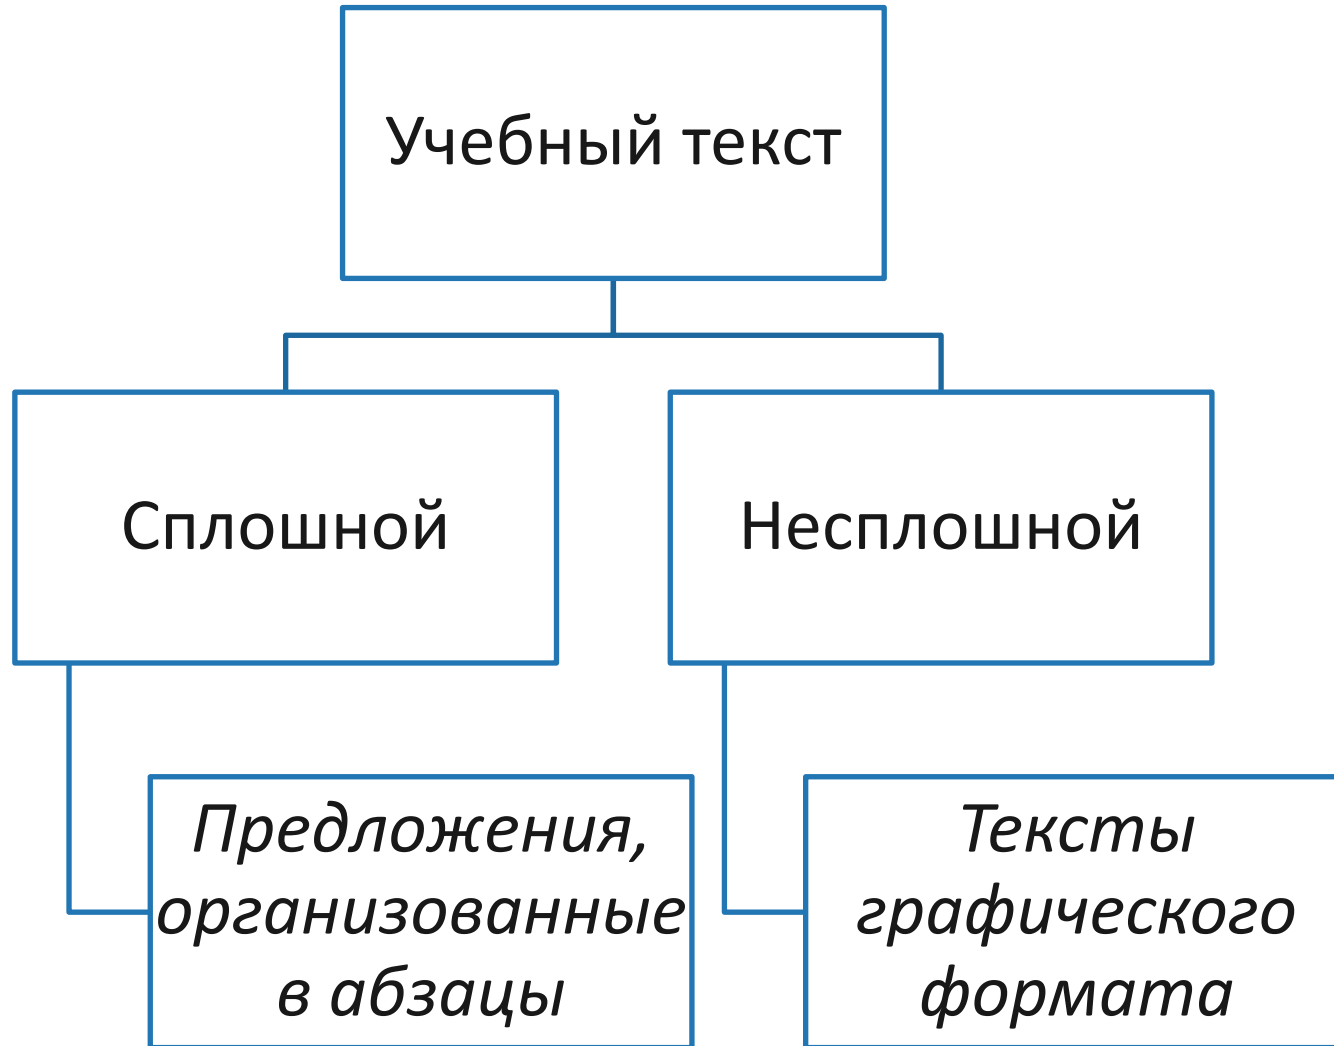 Учебный текст
Сплошной
Несплошной
Предложения,
организованные
в абзацы
Тексты
графического
формата